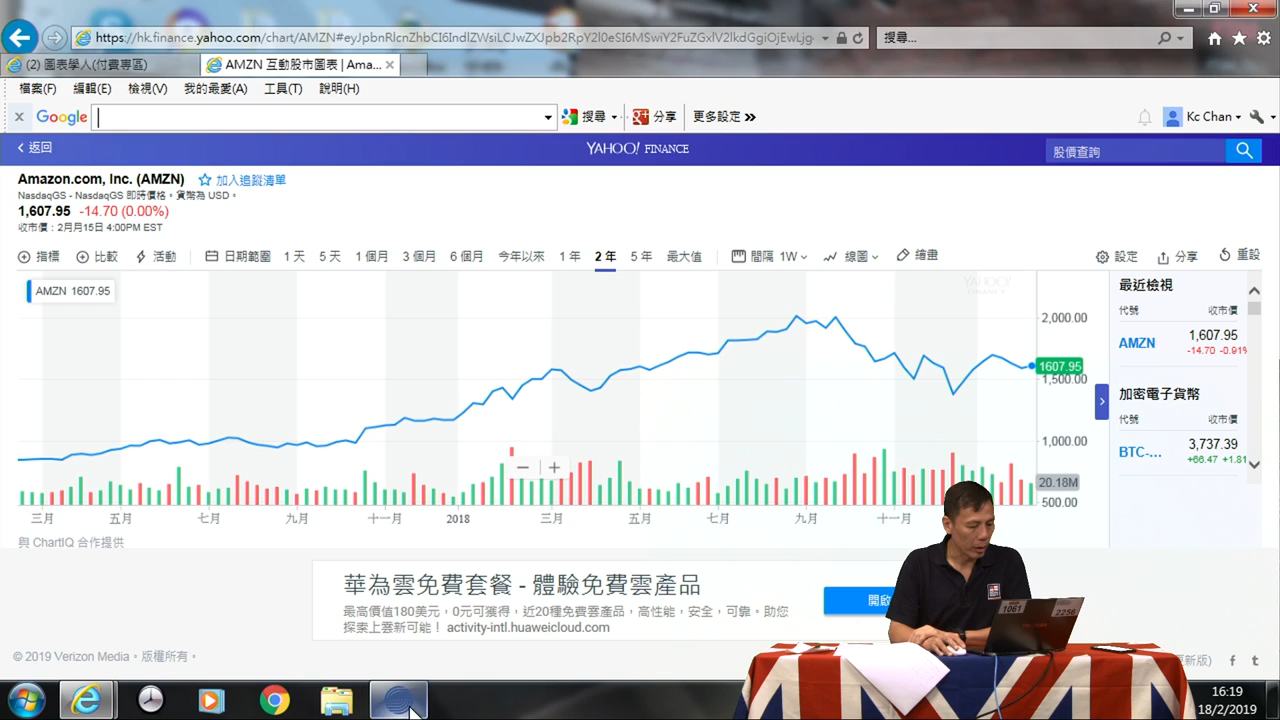 https://hk.finance.yahoo.com/chart/AMZN#eyJpbnRlcnZhbCI6IndlZWsiLCJwZXJpb2RpY2l0eSI6MSwiY2FuZGxlV2lkdGgiOjEwLjg
搜尋...
(2) 圖表學人(付費專區)
AMZN 互動股市圖表 | Ama...
檔案(F) 編輯(E) 檢視(V) 我的最愛(A) 工具(T) 說明(H)
Google 搜尋 分享 更多設定 Kc Chan
返回 YAHOO! FINANCE 股價查詢
Amazon.com, Inc. (AMZN) 加入追蹤清單
NasdaqGS - NasdaqGS 即時價格。貨幣為 USD。
1,607.95 -14.70 (0.00%)
收市價：2月月15日 4:00PM EST
指標 比較 活動 日期範圍 1 天 5 天 1 個月 3 個月 6 個月 今年以來 1 年 2 年 5 年 最大值 間隔 1W 線圖 繪畫 設定 分享 重設
AMZN 1607.95
YAHOO!
FINANCE
2,000.00
1607.95
1,500.00
1,000.00
20.18M
500.00
三月 五月 七月 九月 十一月 2018 三月 五月 七月 九月 十一月
最近檢視
代號 收市價
AMZN 1,607.95
-14.70 -0.91%
加密電子貨幣
代號 收市價
BTC-... 3,737.39
+66.47 +1.81
與 ChartIQ 合作提供
華為雲免費套餐 - 體驗免費雲產品
最高價值180美元，0元可獲得，近20種免費雲產品，高性能，安全，可靠。助您
探索上雲新可能！ activity-intl.huaweicloud.com
開啟
1061
2256
© 2019 Verizon Media。版權所有。
新版)
16:19
18/2/2019